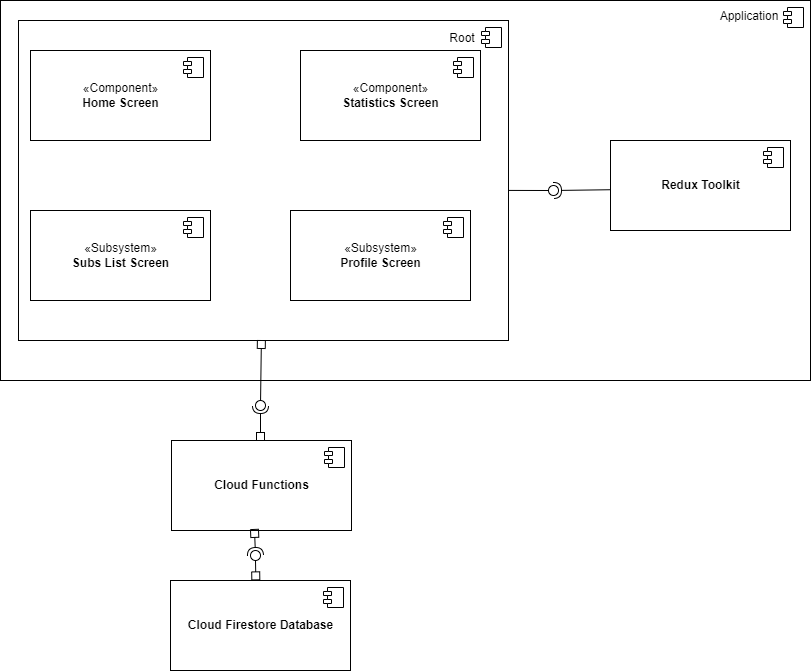 Application
Root
«Component»
Home Screen
«Component»
Statistics Screen
Redux Toolkit
«Subsystem»
Subs List Screen
«Subsystem»
Profile Screen
Cloud Functions
Cloud Firestore Database